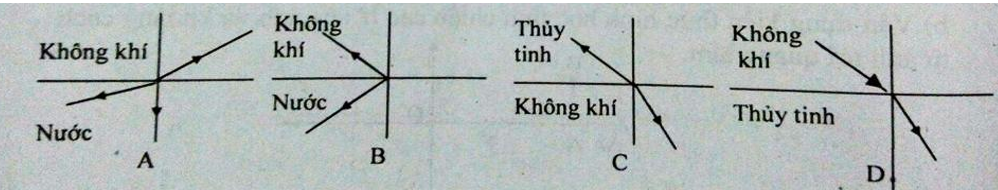 Không khí
Nước
A
Không
khí
Nước
B
Thủy
tinh
Không khí
C
Không
khí
Thủy tinh
D